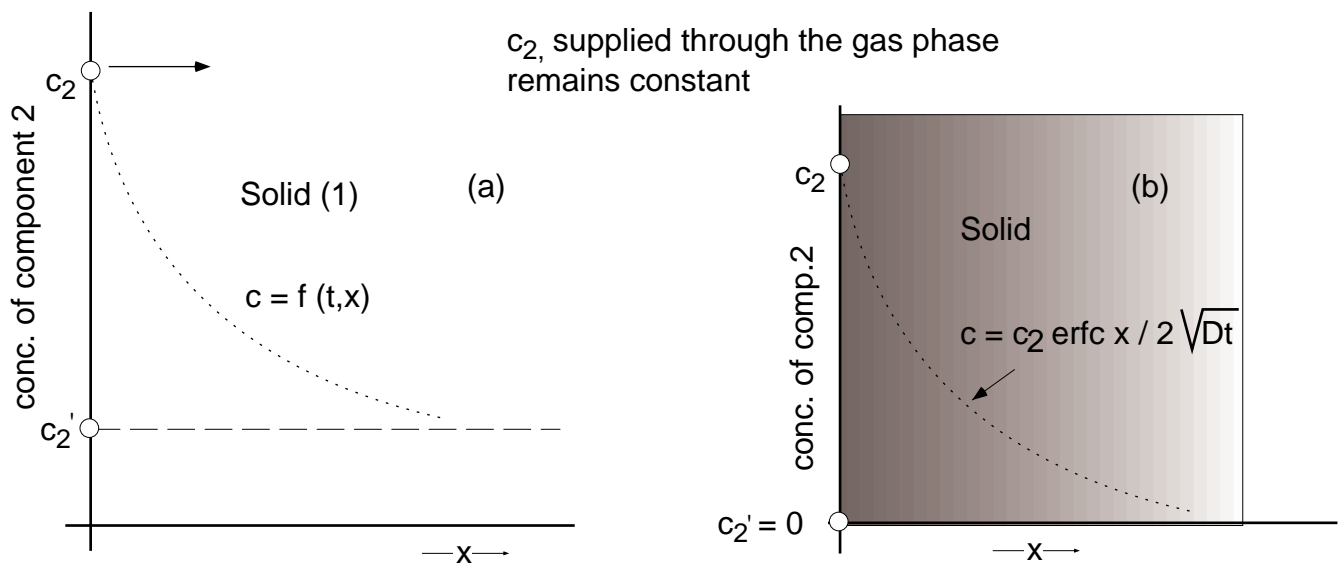 c₂, supplied through the gas phase
remains constant
c₂
conc. of component 2
Solid (1)
(a)
c = f (t,x)
c₂'
x
c₂
conc. of comp.2
(b)
Solid
c = c₂ erfc x / 2 √Dt
c₂' = 0
x